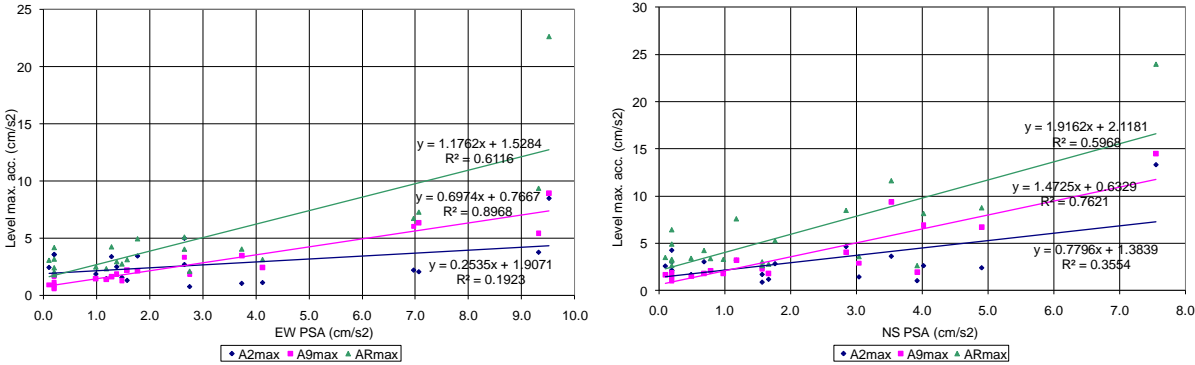 25
20
15
10
5
0
Level max. acc. (cm/s2)
y = 1.1762x + 1.5284
R² = 0.6116
y = 0.6974x + 0.7667
R² = 0.8968
y = 0.2535x + 1.9071
R² = 0.1923
0.0 1.0 2.0 3.0 4.0 5.0 6.0 7.0 8.0 9.0 10.0
EW PSA (cm/s2)
A2max A9max ARmax
30
25
20
15
10
5
0
Level max. acc. (cm/s2)
y = 1.9162x + 2.1181
R² = 0.5968
y = 1.4725x + 0.6329
R² = 0.7621
y = 0.7796x + 1.3839
R² = 0.3554
0.0 1.0 2.0 3.0 4.0 5.0 6.0 7.0 8.0
NS PSA (cm/s2)
A2max A9max ARmax